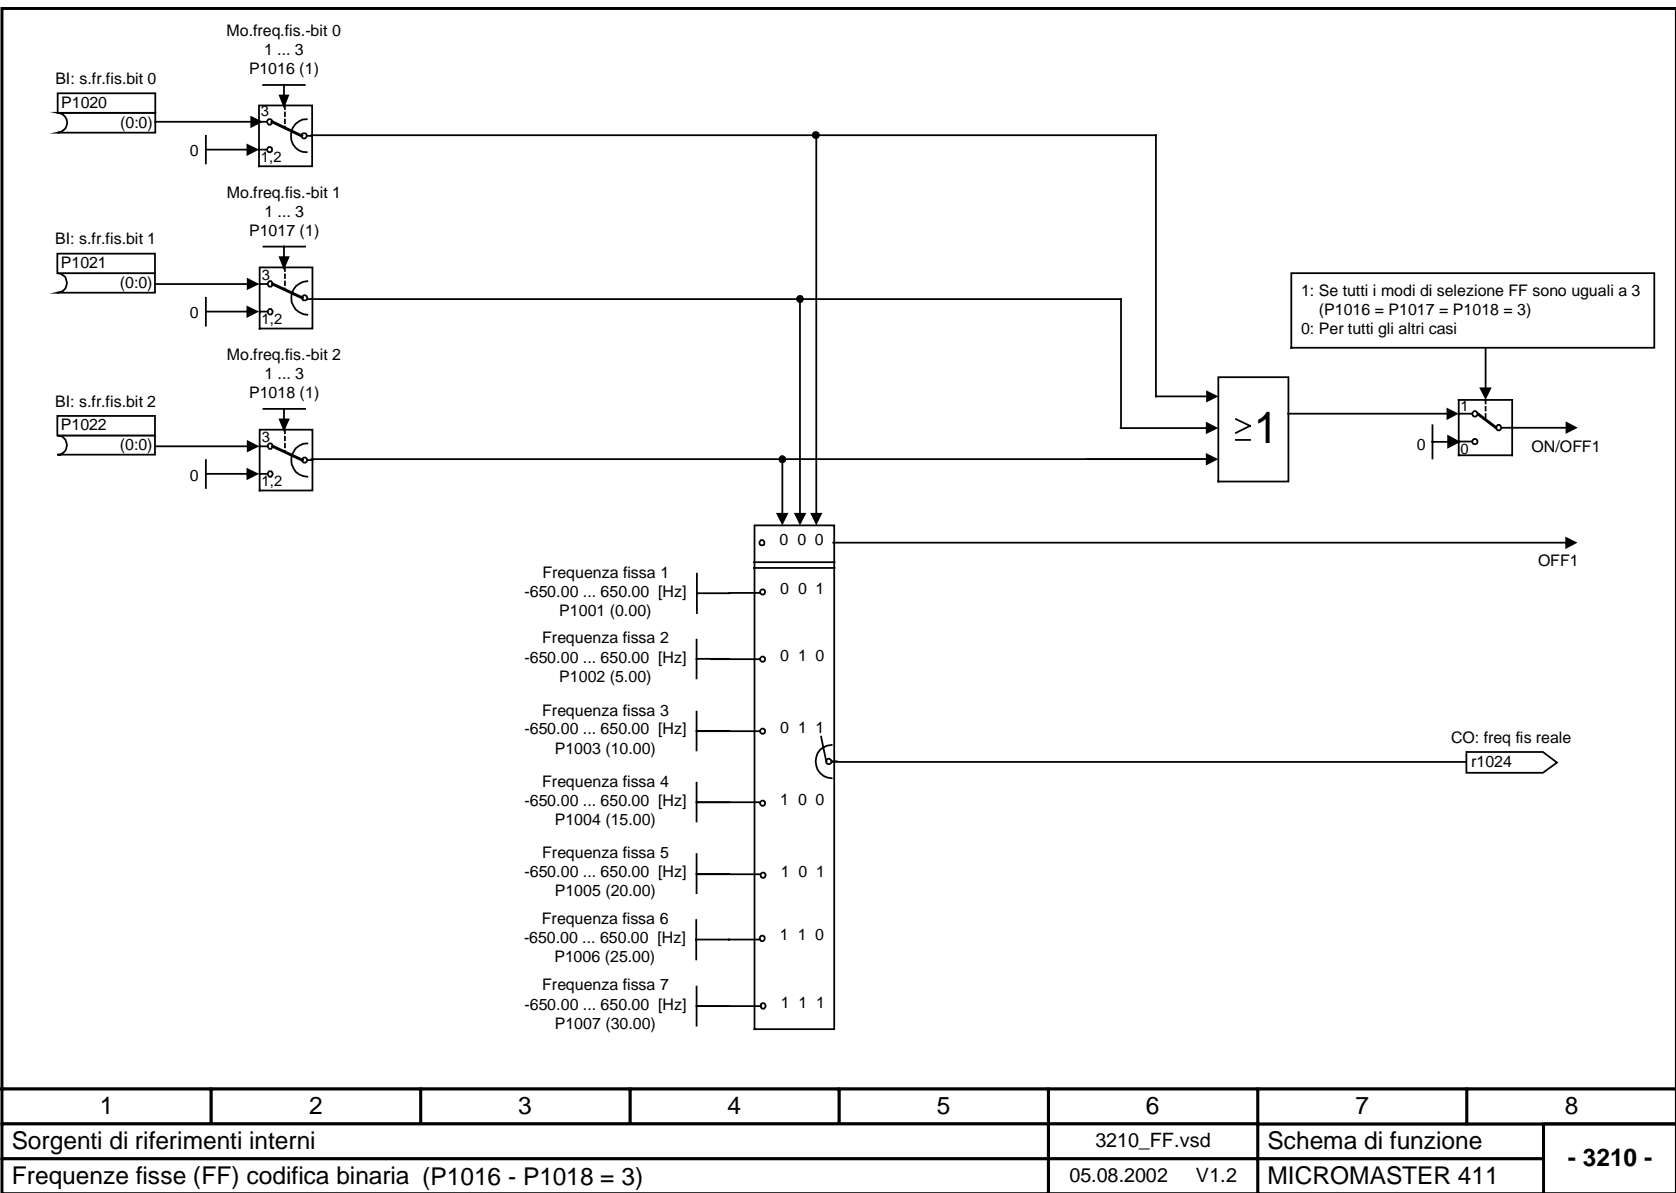 Mo.freq.fis.-bit 0
1 ... 3
P1016 (1)
BI: s.fr.fis.bit 0
P1020
(0:0)
3
0
1,2
Mo.freq.fis.-bit 1
1 ... 3
P1017 (1)
BI: s.fr.fis.bit 1
P1021
(0:0)
3
0
1,2
Mo.freq.fis.-bit 2
1 ... 3
P1018 (1)
BI: s.fr.fis.bit 2
P1022
(0:0)
3
0
1,2
1: Se tutti i modi di selezione FF sono uguali a 3
(P1016 = P1017 = P1018 = 3)
0: Per tutti gli altri casi
≥1
1
0
0
ON/OFF1
0 0 0
OFF1
Frequenza fissa 1
-650.00 ... 650.00 [Hz]
P1001 (0.00)
0 0 1
Frequenza fissa 2
-650.00 ... 650.00 [Hz]
P1002 (5.00)
0 1 0
Frequenza fissa 3
-650.00 ... 650.00 [Hz]
P1003 (10.00)
0 1 1
CO: freq fis reale
r1024
Frequenza fissa 4
-650.00 ... 650.00 [Hz]
P1004 (15.00)
1 0 0
Frequenza fissa 5
-650.00 ... 650.00 [Hz]
P1005 (20.00)
1 0 1
Frequenza fissa 6
-650.00 ... 650.00 [Hz]
P1006 (25.00)
1 1 0
Frequenza fissa 7
-650.00 ... 650.00 [Hz]
P1007 (30.00)
1 1 1
1 2 3 4 5 6 7 8
Sorgenti di riferimenti interni
3210_FF.vsd
Schema di funzione
- 3210 -
Frequenze fisse (FF) codifica binaria (P1016 - P1018 = 3)
05.08.2002 V1.2
MICROMASTER 411